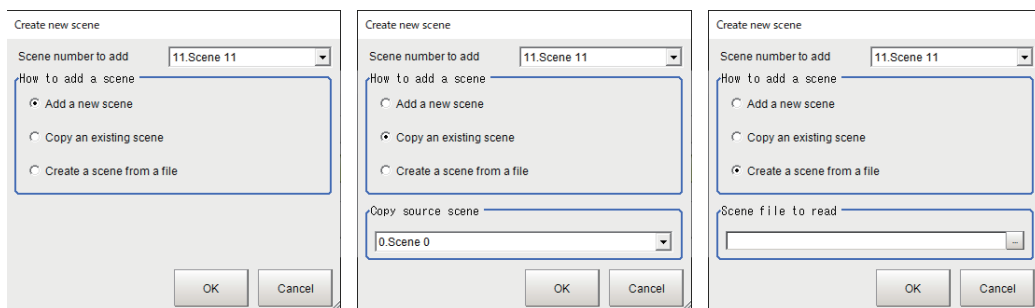 Create new scene
Scene number to add 11.Scene 11
How to add a scene
Add a new scene
Copy an existing scene
Create a scene from a file
OK Cancel
Create new scene
Scene number to add 11.Scene 11
How to add a scene
Add a new scene
Copy an existing scene
Create a scene from a file
Copy source scene
0.Scene 0
OK Cancel
Create new scene
Scene number to add 11.Scene 11
How to add a scene
Add a new scene
Copy an existing scene
Create a scene from a file
Scene file to read
...
OK Cancel